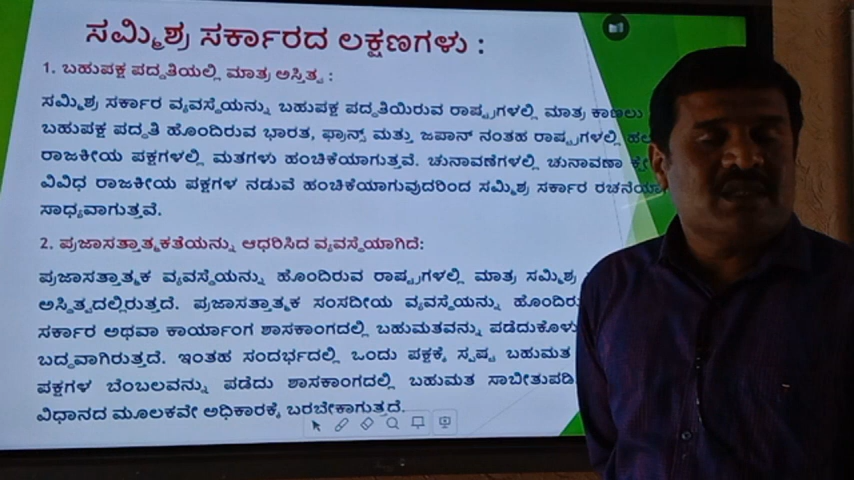 ಸಮ್ಮಿಶ್ರ ಸರ್ಕಾರದ ಲಕ್ಷಣಗಳು :
1. ಬಹುಪಕ್ಷ ಪದ್ಧತಿಯಲ್ಲಿ ಮಾತ್ರ ಅಸ್ತಿತ್ವ :
ಸಮ್ಮಿಶ್ರ ಸರ್ಕಾರ ವ್ಯವಸ್ಥೆಯನ್ನು ಬಹುಪಕ್ಷ ಪದ್ಧತಿಯಿರುವ ರಾಷ್ಟ್ರಗಳಲ್ಲಿ ಮಾತ್ರ ಕಾಣಲು
ಬಹುಪಕ್ಷ ಪದ್ಧತಿ ಹೊಂದಿರುವ ಭಾರತ, ಫ್ರಾನ್ಸ್ ಮತ್ತು ಜಪಾನ್ ನಂತಹ ರಾಷ್ಟ್ರಗಳಲ್ಲಿ
ರಾಜಕೀಯ ಪಕ್ಷಗಳಲ್ಲಿ ಮತಗಳು ಹಂಚಿಕೆಯಾಗುತ್ತವೆ. ಚುನಾವಣೆಗಳಲ್ಲಿ ಚುನಾವಣಾ
ವಿವಿಧ ರಾಜಕೀಯ ಪಕ್ಷಗಳ ನಡುವೆ ಹಂಚಿಕೆಯಾಗುವುದರಿಂದ ಸಮ್ಮಿಶ್ರ ಸರ್ಕಾರ
ಸಾಧ್ಯವಾಗುತ್ತವೆ.
2. ಪ್ರಜಾಸತ್ತಾತ್ಮಕತೆಯನ್ನು ಆಧರಿಸಿದ ವ್ಯವಸ್ಥೆಯಾಗಿದೆ:
ಪ್ರಜಾಸತ್ತಾತ್ಮಕ ವ್ಯವಸ್ಥೆಯನ್ನು ಹೊಂದಿರುವ ರಾಷ್ಟ್ರಗಳಲ್ಲಿ ಮಾತ್ರ ಸಮ್ಮಿಶ್ರ
ಅಸ್ತಿತ್ವದಲ್ಲಿರುತ್ತದೆ. ಪ್ರಜಾಸತ್ತಾತ್ಮಕ ಸಂಸದೀಯ ವ್ಯವಸ್ಥೆಯನ್ನು
ಸರ್ಕಾರ ಅಥವಾ ಕಾರ್ಯಾಂಗ ಶಾಸಕಾಂಗದಲ್ಲಿ ಬಹುಮತವನ್ನು
ಬದ್ಧವಾಗಿರುತ್ತದೆ. ಇಂತಹ ಸಂದರ್ಭದಲ್ಲಿ ಒಂದು ಪಕ್ಷಕ್ಕೆ ಸ್ಪಷ್ಟ ಬಹುಮತ
ಪಕ್ಷಗಳ ಬೆಂಬಲವನ್ನು ಪಡೆದು ಶಾಸಕಾಂಗದಲ್ಲಿ ಬಹುಮತ
ವಿಧಾನದ ಮೂಲಕವೇ ಅಧಿಕಾರಕ್ಕೆ ಬರಬೇಕಾಗುತ್ತದೆ.